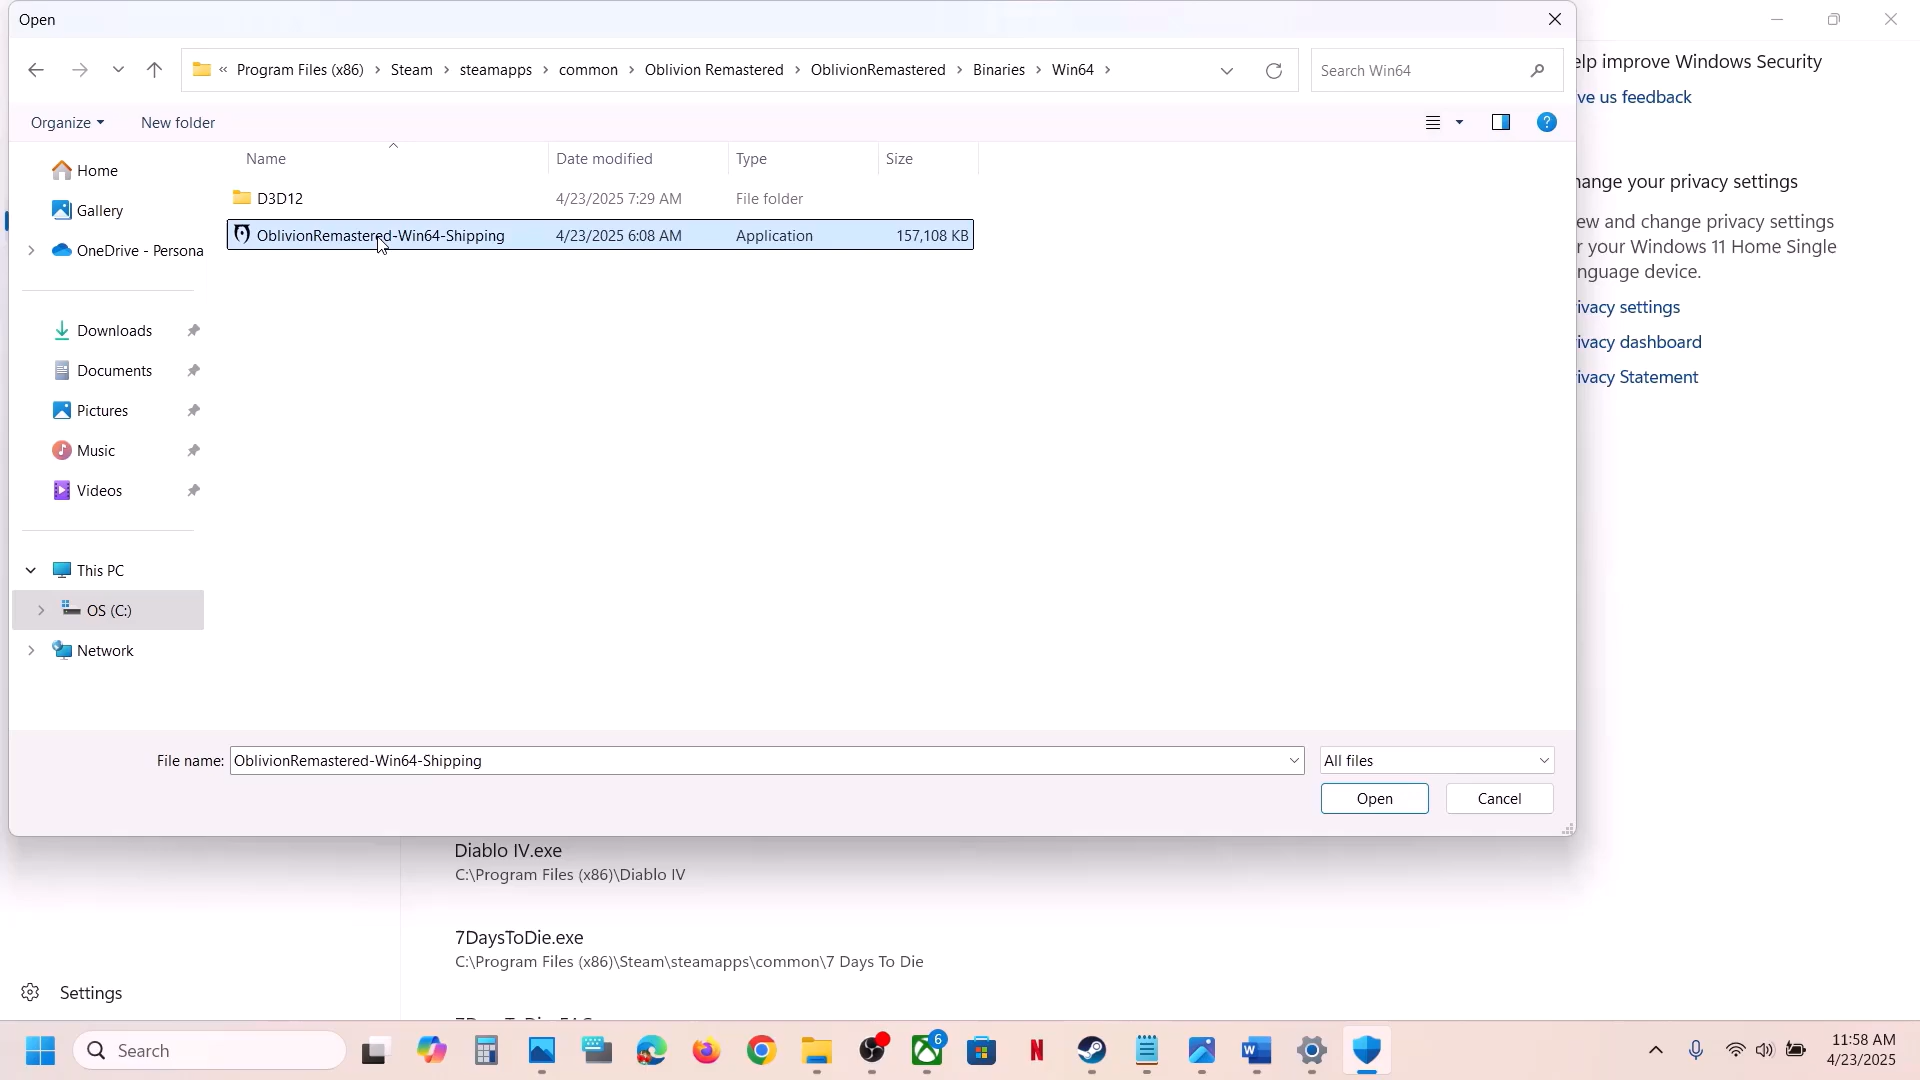 Open
« Program Files (x86) > Steam > steamapps > common > Oblivion Remastered > OblivionRemastered > Binaries > Win64 >
Search Win64
Organize
New folder
Name
Date modified
Type
Size
D3D12
4/23/2025 7:29 AM
File folder
OblivionRemastered-Win64-Shipping
4/23/2025 6:08 AM
Application
157,108 KB
Home
Gallery
OneDrive - Persona
Downloads
Documents
Pictures
Music
Videos
This PC
OS (C:)
Network
File name:
OblivionRemastered-Win64-Shipping
All files
Open
Cancel
elp improve Windows Security
ve us feedback
hange your privacy settings
ew and change privacy settings
r your Windows 11 Home Single
nguage device.
ivacy settings
ivacy dashboard
ivacy Statement
Diablo IV.exe
C:\Program Files (x86)\Diablo IV
7DaysToDie.exe
C:\Program Files (x86)\Steam\steamapps\common\7 Days To Die
Settings
Search
6
11:58 AM
4/23/2025